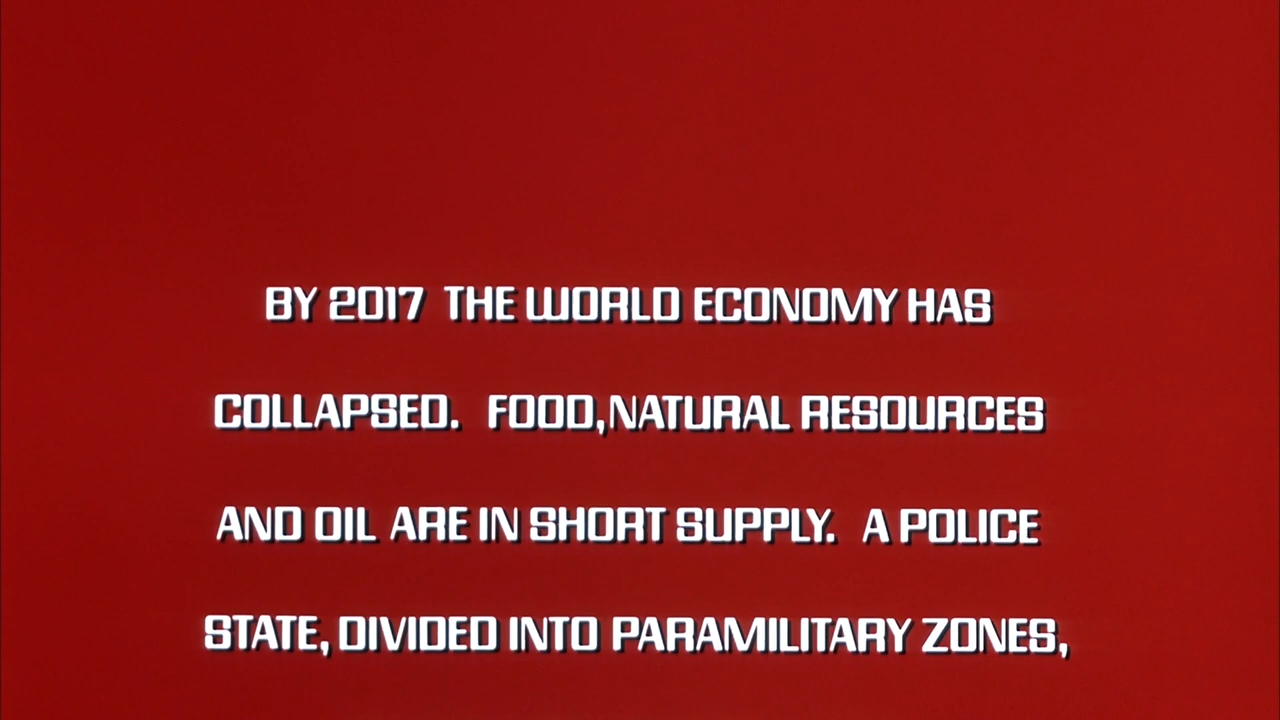 BY 2017 THE WORLD ECONOMY HAS
COLLAPSED. FOOD,NATURAL RESOURCES
AND OIL ARE IN SHORT SUPPLY. A POLICE
STATE, DIVIDED INTO PARAMILITARY ZONES,